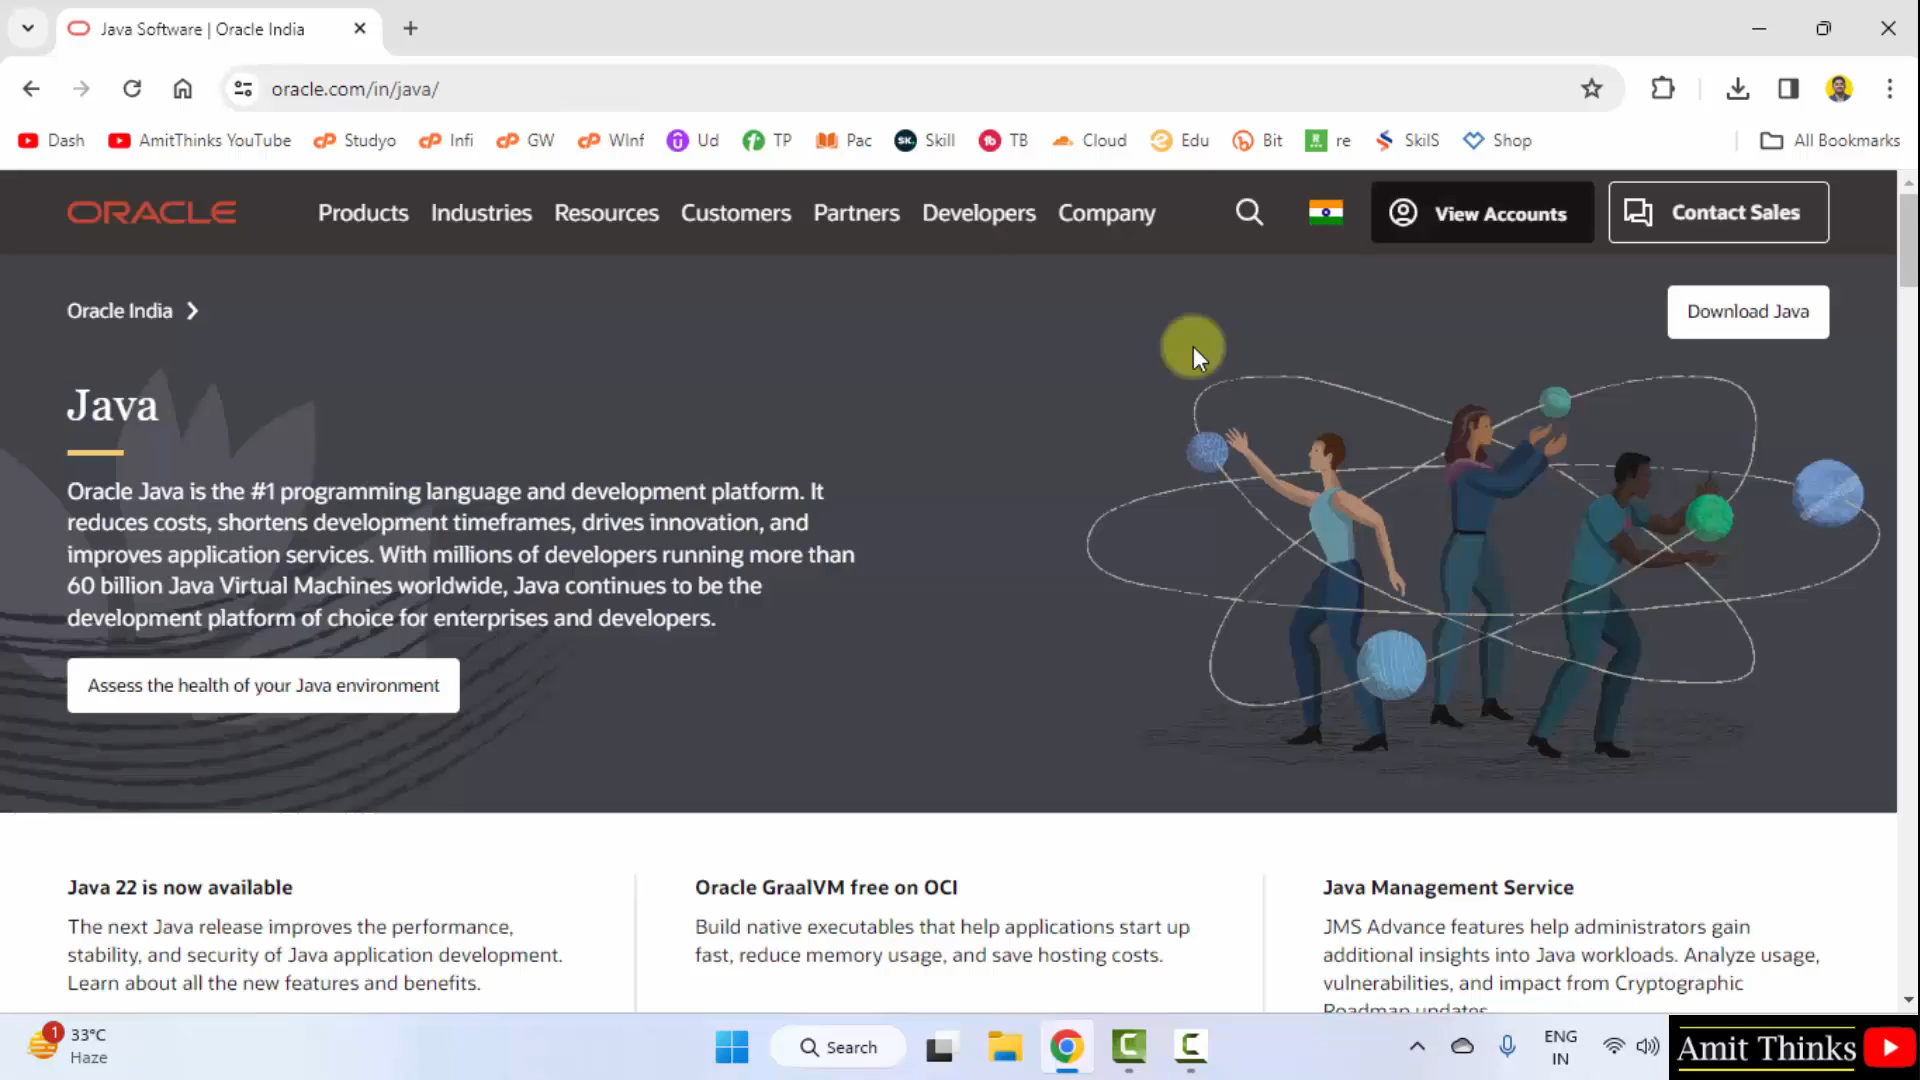 Java Software | Oracle India
oracle.com/in/java/
Dash
AmitThinks YouTube
Studyo
Infi
GW
WInf
Ud
TP
Pac
Skill
TB
Cloud
Edu
Bit
re
SkilS
Shop
All Bookmarks
ORACLE
Products
Industries
Resources
Customers
Partners
Developers
Company
View Accounts
Contact Sales
Oracle India
Download Java
Java
Oracle Java is the #1 programming language and development platform. It
reduces costs, shortens development timeframes, drives innovation, and
improves application services. With millions of developers running more than
60 billion Java Virtual Machines worldwide, Java continues to be the
development platform of choice for enterprises and developers.
Assess the health of your Java environment
Java 22 is now available
The next Java release improves the performance,
stability, and security of Java application development.
Learn about all the new features and benefits.
Oracle GraalVM free on OCI
Build native executables that help applications start up
fast, reduce memory usage, and save hosting costs.
Java Management Service
JMS Advance features help administrators gain
additional insights into Java workloads. Analyze usage,
vulnerabilities, and impact from Cryptographic
Roadmap updates.
1
33°C
Haze
Search
ENG
IN
Amit Thinks